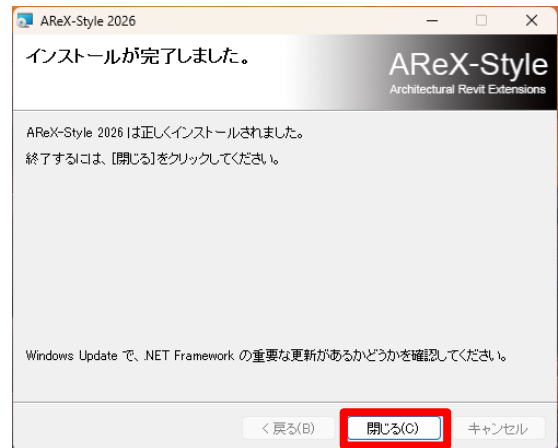 AReX-Style 2026
インストールが完了しました。
AReX-Style
Architectural Revit Extensions
AReX-Style 2026 は正しくインストールされました。
終了するには、[閉じる]をクリックしてください。
Windows Update で、.NET Framework の重要な更新があるかどうかを確認してください。
< 戻る(B)
閉じる(C)
キャンセル